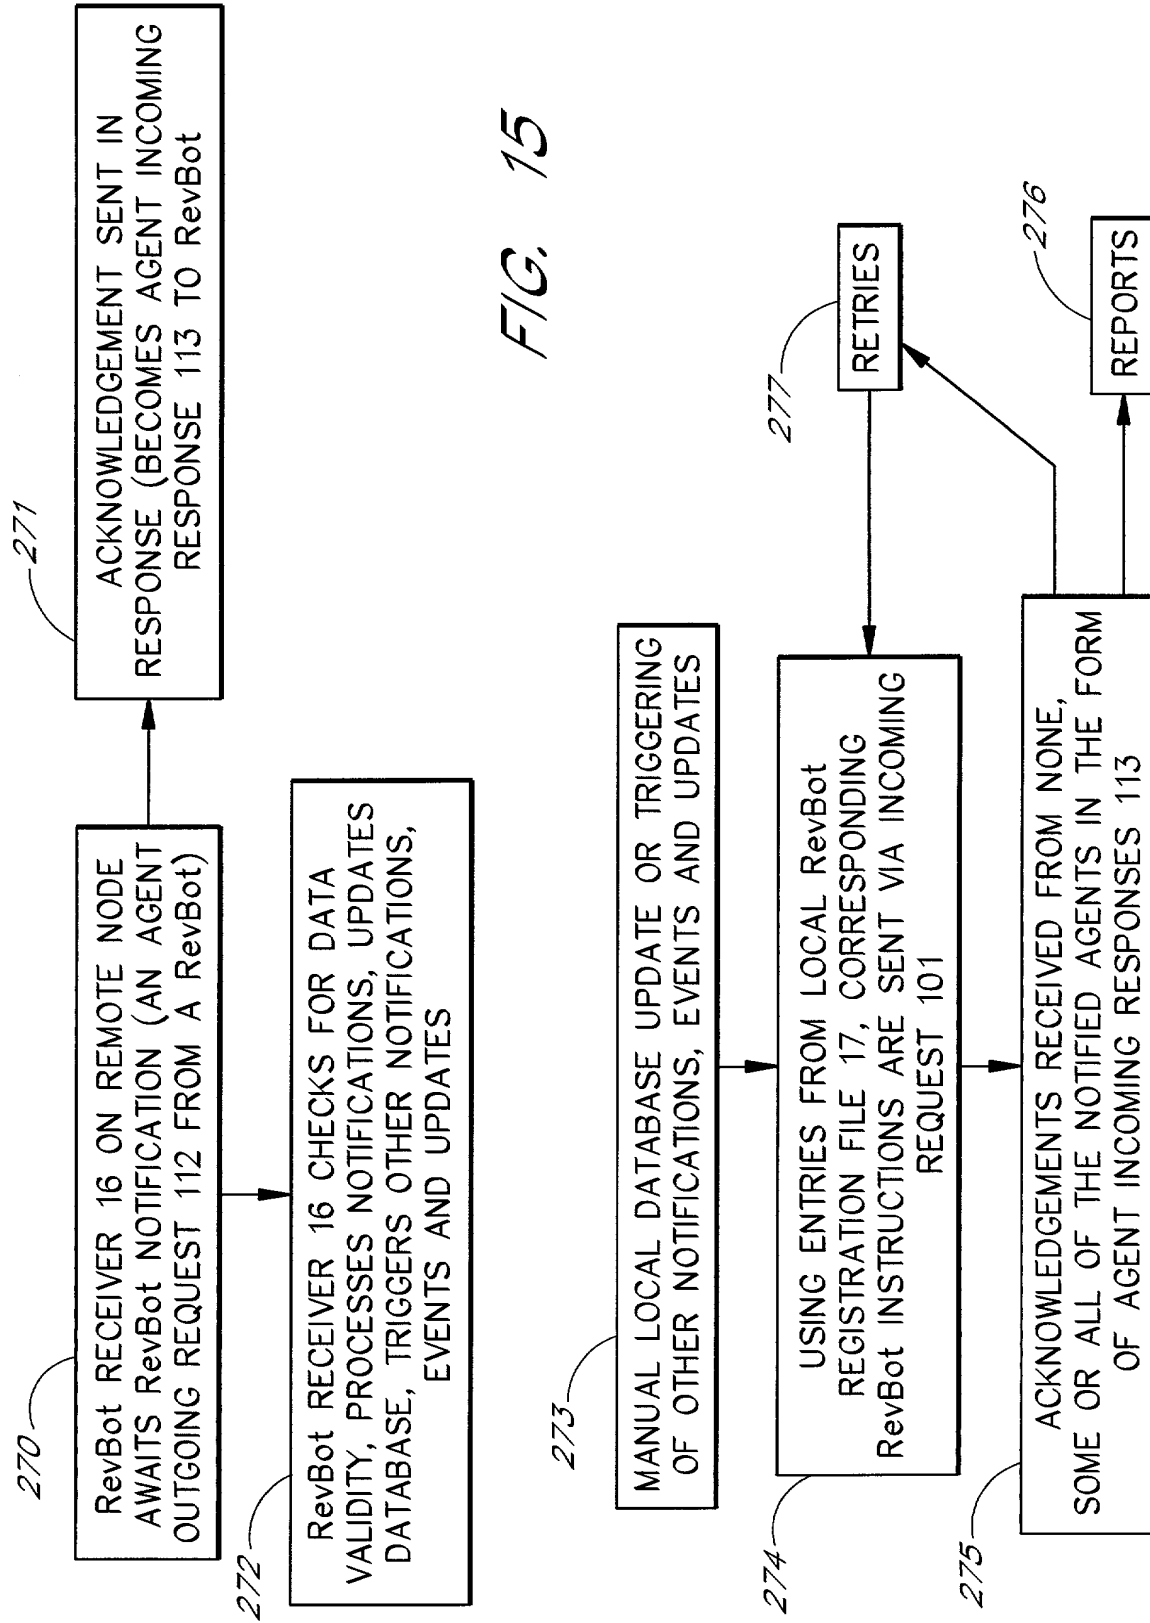 270
RevBot RECEIVER 16 ON REMOTE NODE
AWAITS RevBot NOTIFICATION (AN AGENT
OUTGOING REQUEST 112 FROM A RevBot)
271
ACKNOWLEDGEMENT SENT IN
RESPONSE (BECOMES AGENT INCOMING
RESPONSE 113 TO RevBot
272
RevBot RECEIVER 16 CHECKS FOR DATA
VALIDITY, PROCESSES NOTIFICATIONS, UPDATES
DATABASE, TRIGGERS OTHER NOTIFICATIONS,
EVENTS AND UPDATES
FIG. 15
273
MANUAL LOCAL DATABASE UPDATE OR TRIGGERING
OF OTHER NOTIFICATIONS, EVENTS AND UPDATES
274
USING ENTRIES FROM LOCAL RevBot
REGISTRATION FILE 17, CORRESPONDING
RevBot INSTRUCTIONS ARE SENT VIA INCOMING
REQUEST 101
277
RETRIES
275
ACKNOWLEDGEMENTS RECEIVED FROM NONE,
SOME OR ALL OF THE NOTIFIED AGENTS IN THE FORM
OF AGENT INCOMING RESPONSES 113
276
REPORTS